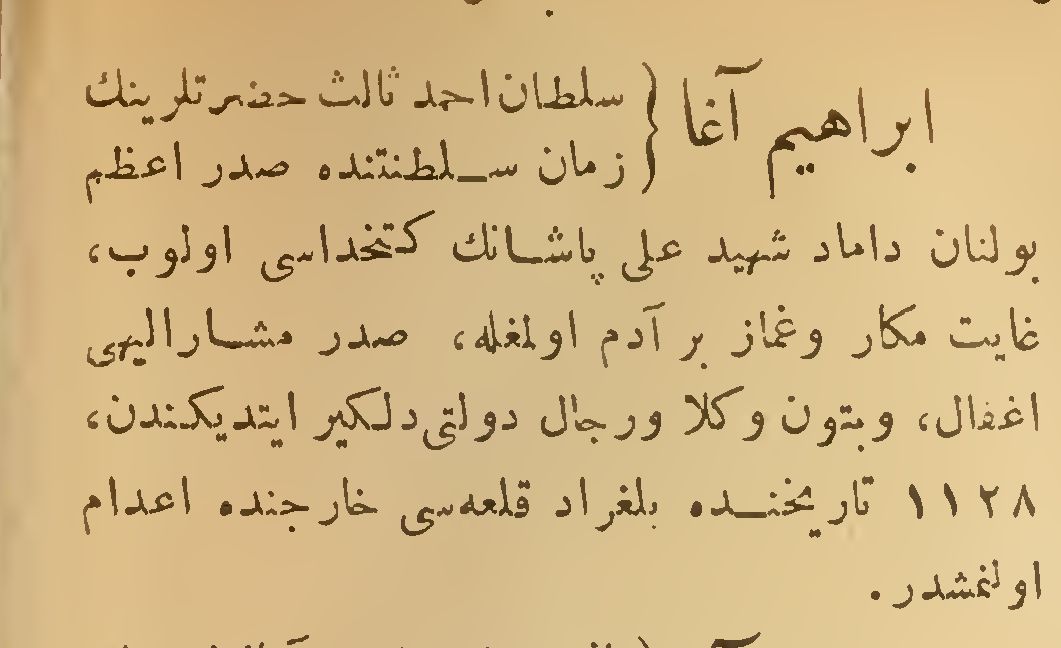 ابراهیم آغا { سلطان احمد ثالث حضرتلرینك
زمان سلطنتنده صدر اعظم
بولنان داماد شهید علی پاشانك کتخداسی اولوب،
غایت مکار وغماز بر آدم اولمغله، صدر مشارالیهی
اغفال، وبتون وکلا ورجال دولتی دلکیر ایتدیکندن،
١١٢٨ تاریخنده بلغراد قلعه‌سی خارجنده اعدام
اولنمشدر.